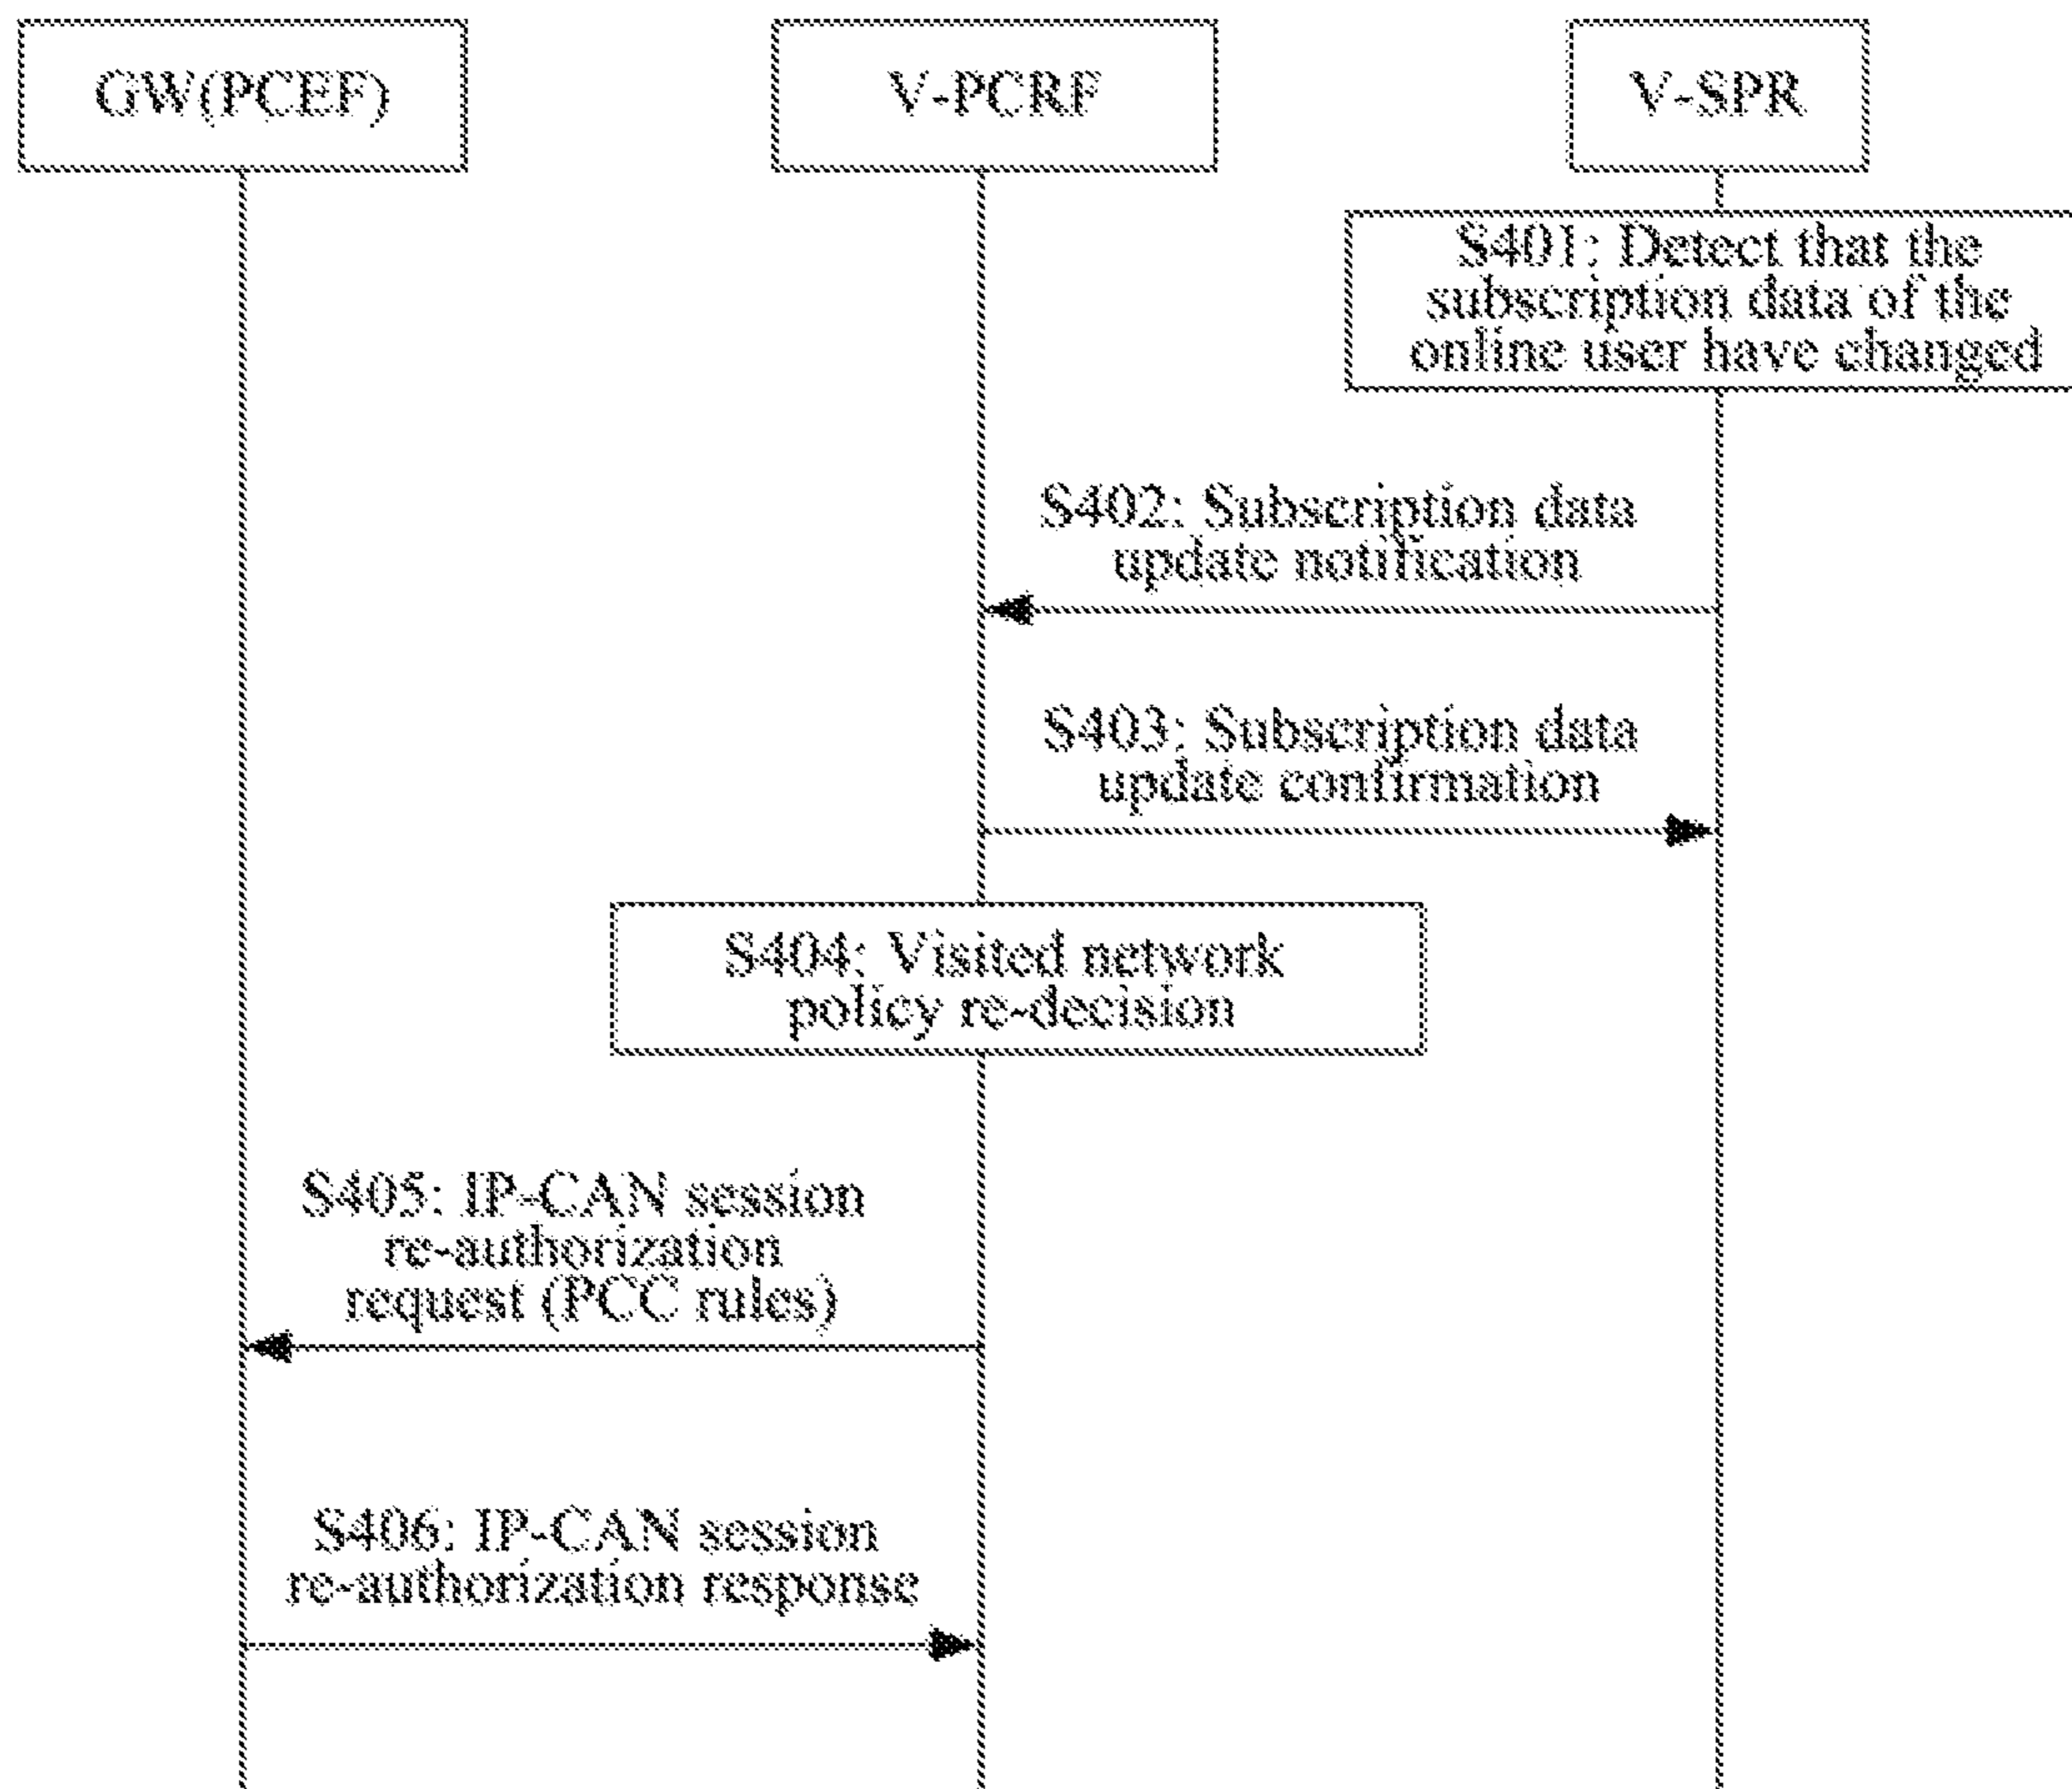 GW(PCEF)
V-PCRF
V-SPR
S401: Detect that the
subscription data of the
online user have changed
S402: Subscription data
update notification
S403: Subscription data
update confirmation
S404: Visited network
policy re-decision
S405: IP-CAN session
re-authorization
request (PCC rules)
S406: IP-CAN session
re-authorization response